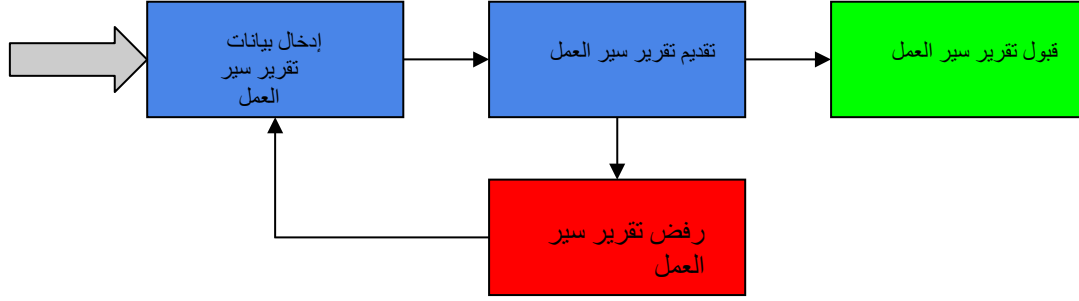 إدخال بيانات
تقرير سير
العمل
تقديم تقرير سير العمل
قبول تقرير سير العمل
رفض تقرير سير
العمل